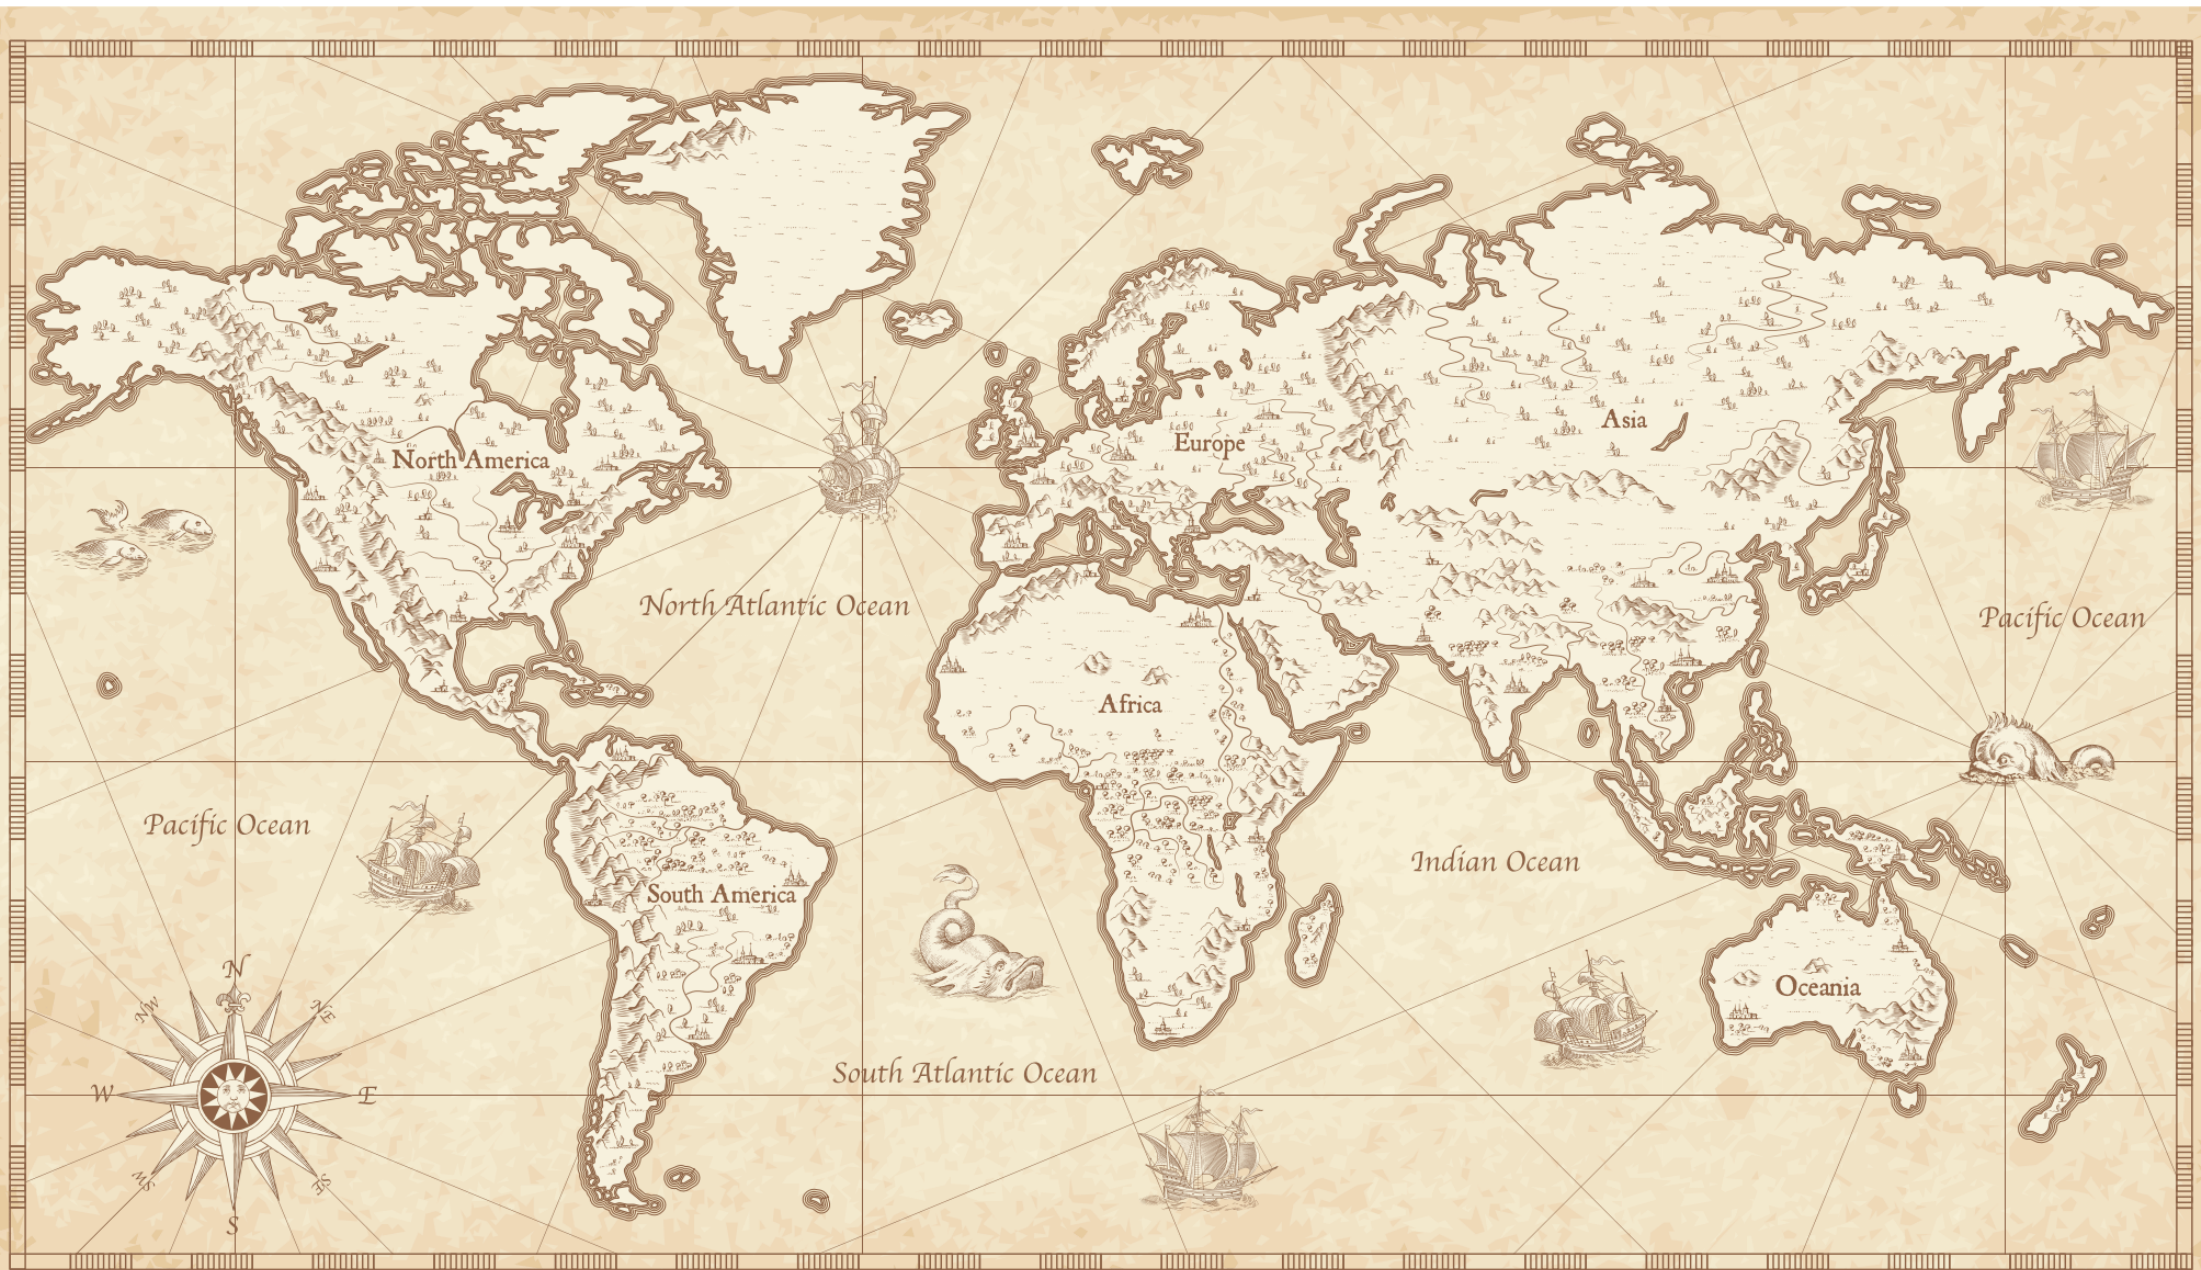 Asia
Europe
North America
North Atlantic Ocean
Pacific Ocean
Africa
Pacific Ocean
Indian Ocean
South America
N
NW
NE
Oceania
South Atlantic Ocean
W
E
SW
SE
S